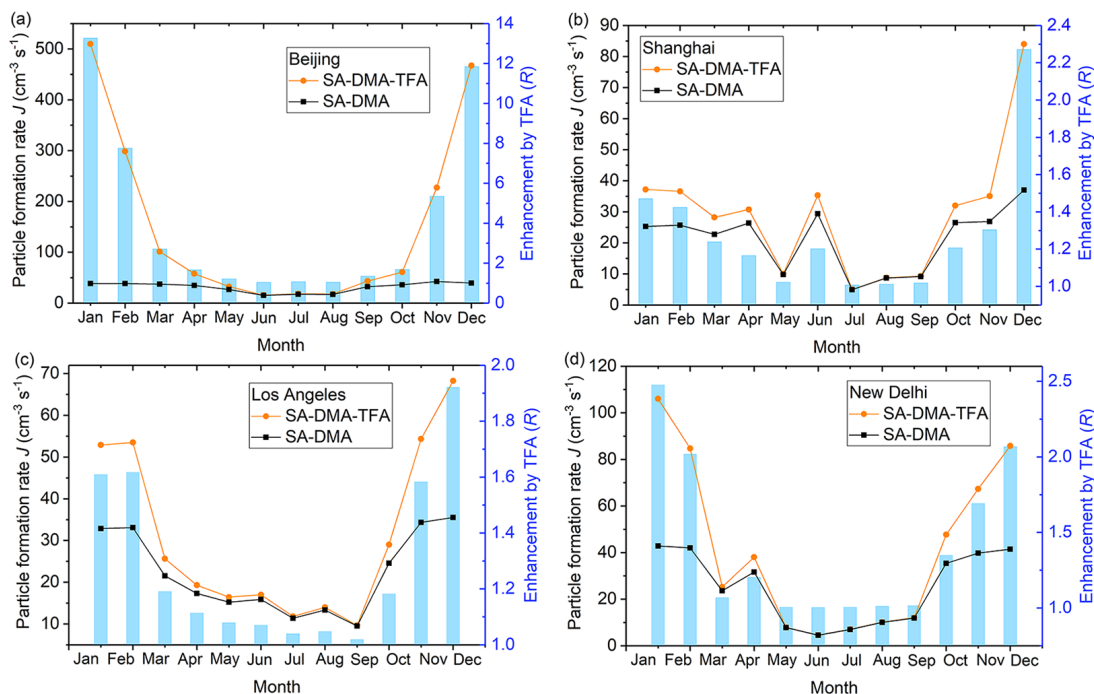 (a)
Beijing
SA-DMA-TFA
SA-DMA
Particle formation rate J (cm⁻³ s⁻¹)
500
400
300
200
100
0
Enhancement by TFA (R)
14
12
10
8
6
4
2
0
Jan Feb Mar Apr May Jun Jul Aug Sep Oct Nov Dec
Month
(b)
Shanghai
SA-DMA-TFA
SA-DMA
Particle formation rate J (cm⁻³ s⁻¹)
90
80
70
60
50
40
30
20
10
0
Enhancement by TFA (R)
2.4
2.2
2.0
1.8
1.6
1.4
1.2
1.0
Jan Feb Mar Apr May Jun Jul Aug Sep Oct Nov Dec
Month
(c)
Los Angeles
SA-DMA-TFA
SA-DMA
Particle formation rate J (cm⁻³ s⁻¹)
70
60
50
40
30
20
10
Enhancement by TFA (R)
2.0
1.8
1.6
1.4
1.2
1.0
Jan Feb Mar Apr May Jun Jul Aug Sep Oct Nov Dec
Month
(d)
New Delhi
SA-DMA-TFA
SA-DMA
Particle formation rate J (cm⁻³ s⁻¹)
120
100
80
60
40
20
0
Enhancement by TFA (R)
2.5
2.0
1.5
1.0
Jan Feb Mar Apr May Jun Jul Aug Sep Oct Nov Dec
Month